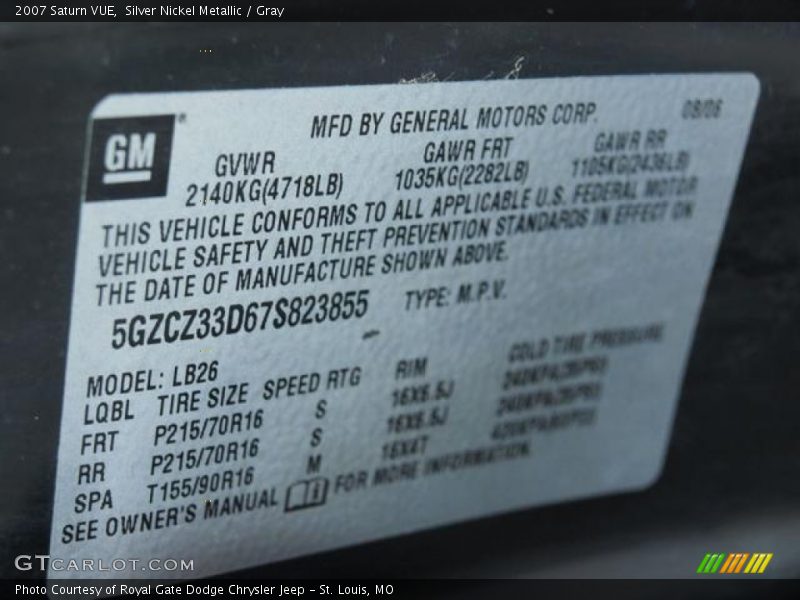 2007 Saturn VUE, Silver Nickel Metallic / Gray
GM
®
MFD BY GENERAL MOTORS CORP. 08/06
GVWR GAWR FRT GAWR RR
2140KG(4718LB) 1035KG(2282LB) 1105KG(2436LB)
THIS VEHICLE CONFORMS TO ALL APPLICABLE U.S. FEDERAL MOTOR
VEHICLE SAFETY AND THEFT PREVENTION STANDARDS IN EFFECT ON
THE DATE OF MANUFACTURE SHOWN ABOVE.
5GZCZ33D67S823855 TYPE: M.P.V.
MODEL: LB26
LQBL TIRE SIZE SPEED RTG RIM COLD TIRE PRESSURE
FRT P215/70R16 S 16X6.5J
RR P215/70R16 S 16X6.5J
SPA T155/90R16 M 16X4T
SEE OWNER'S MANUAL FOR MORE INFORMATION
GTCARLOT.COM
Photo Courtesy of Royal Gate Dodge Chrysler Jeep - St. Louis, MO